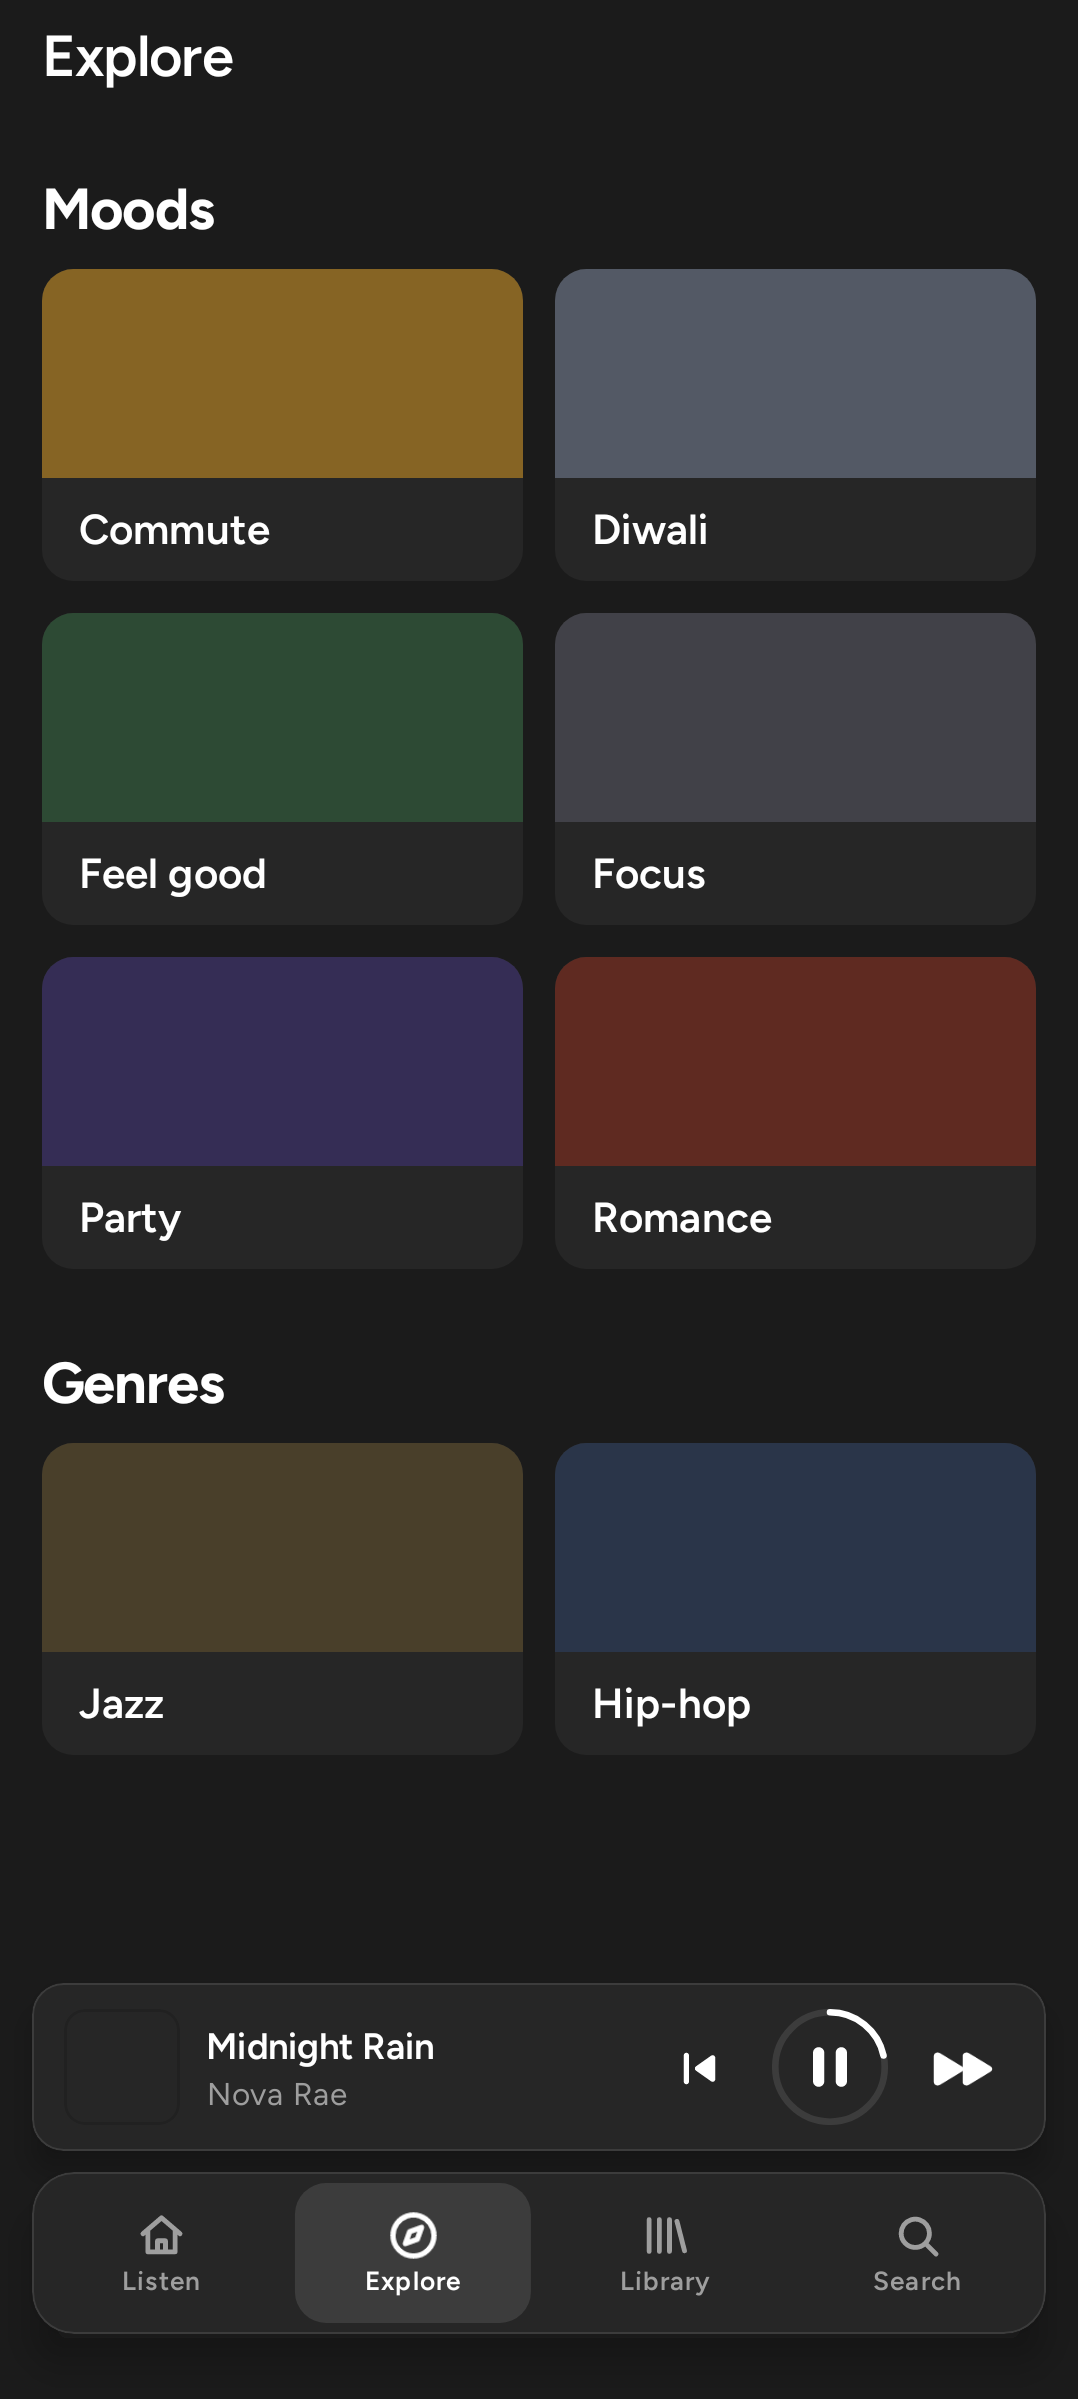 Explore
Moods
Commute
Diwali
Feel good
Focus
Party
Romance
Genres
Jazz
Hip-hop
Midnight Rain
Nova Rae
Listen
Explore
Library
Search